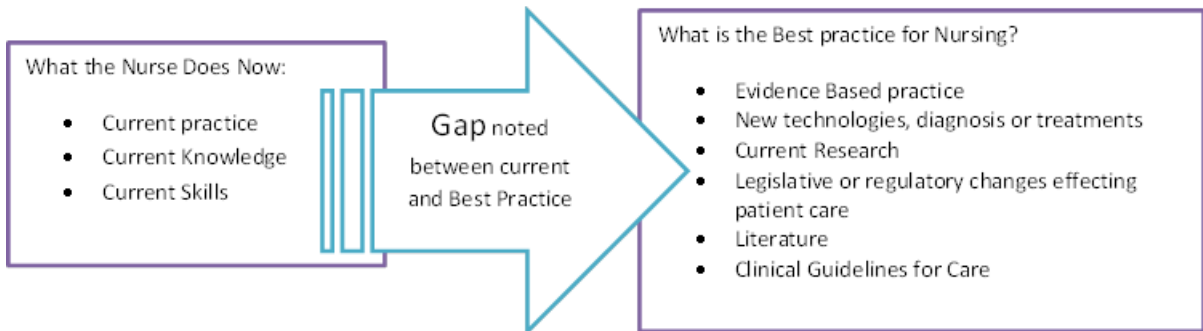 What the Nurse Does Now:
• Current practice
• Current Knowledge
• Current Skills
Gap noted
between current
and Best Practice
What is the Best practice for Nursing?
• Evidence Based practice
• New technologies, diagnosis or treatments
• Current Research
• Legislative or regulatory changes effecting
patient care
• Literature
• Clinical Guidelines for Care